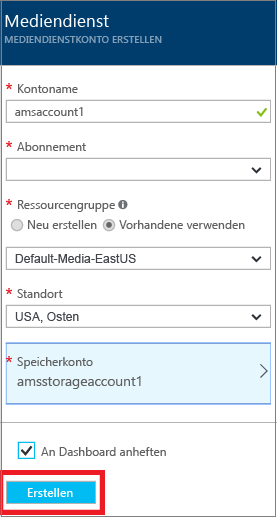 Mediendienst
MEDIENDIENSTKONTO ERSTELLEN
* Kontoname
amsaccount1
* Abonnement
* Ressourcengruppe
Neu erstellen Vorhandene verwenden
Default-Media-EastUS
* Standort
USA, Osten
* Speicherkonto
amsstorageaccount1
An Dashboard anheften
Erstellen